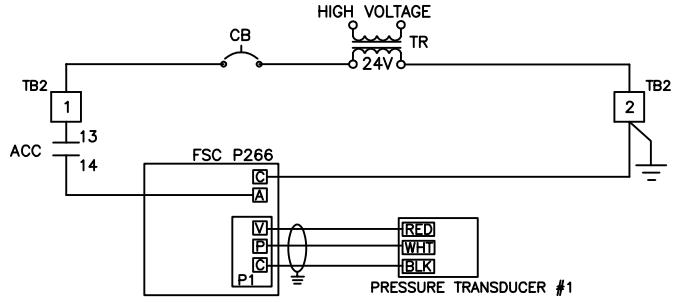 HIGH VOLTAGE
CB
TR
24V
TB2
1
TB2
2
13
ACC
14
FSC P266
C
A
V
RED
P
WHT
C
BLK
P1
PRESSURE TRANSDUCER #1